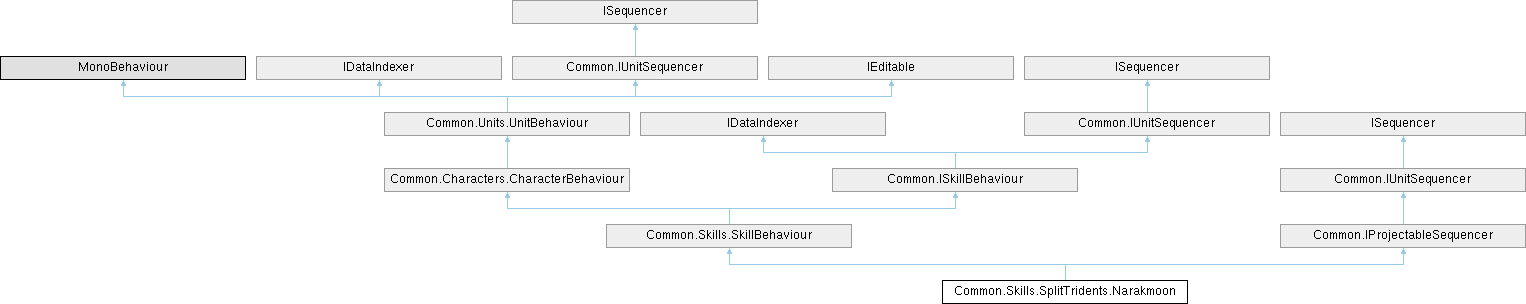 ISequencer
MonoBehaviour
IDataIndexer
Common.IUnitSequencer
IEditable
ISequencer
Common.Units.UnitBehaviour
IDataIndexer
Common.IUnitSequencer
ISequencer
Common.Characters.CharacterBehaviour
Common.ISkillBehaviour
Common.IUnitSequencer
Common.Skills.SkillBehaviour
Common.IProjectableSequencer
Common.Skills.SplitTridents.Narakmoon